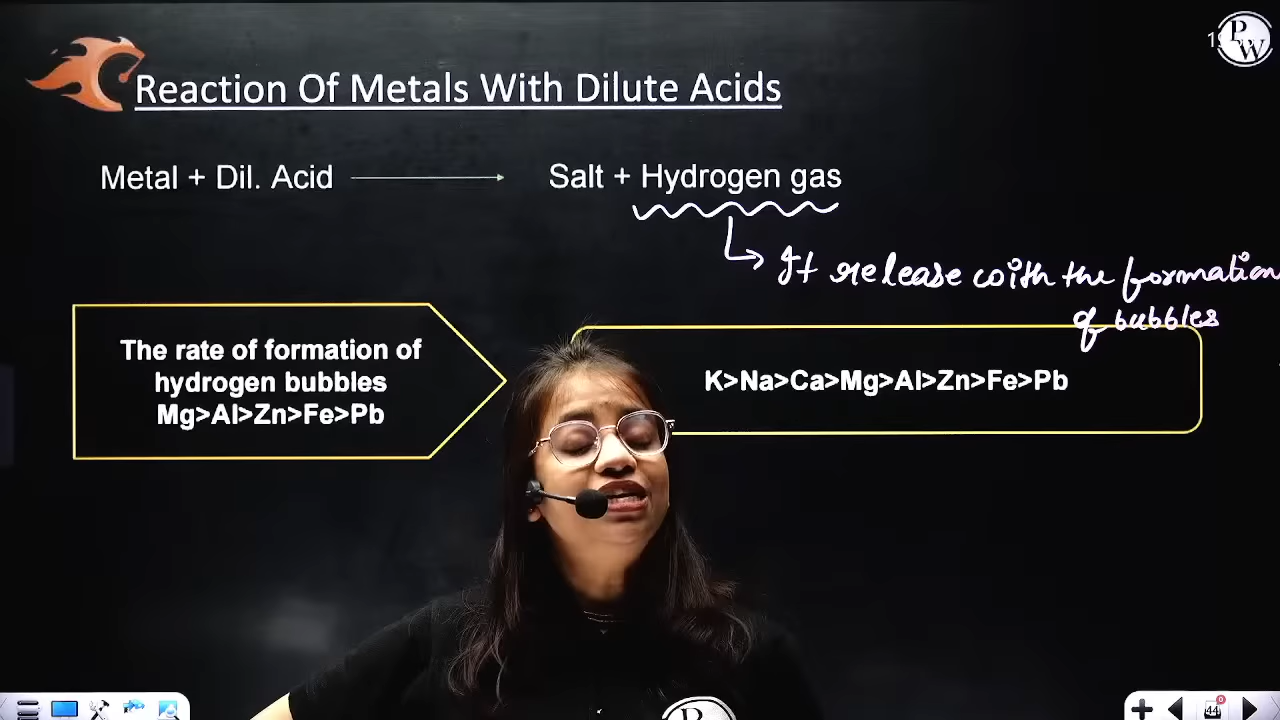 Reaction Of Metals With Dilute Acids
Metal + Dil. Acid
Salt + Hydrogen gas
It release with the formation
of bubbles
The rate of formation of
hydrogen bubbles
Mg>Al>Zn>Fe>Pb
K>Na>Ca>Mg>Al>Zn>Fe>Pb
PW
44